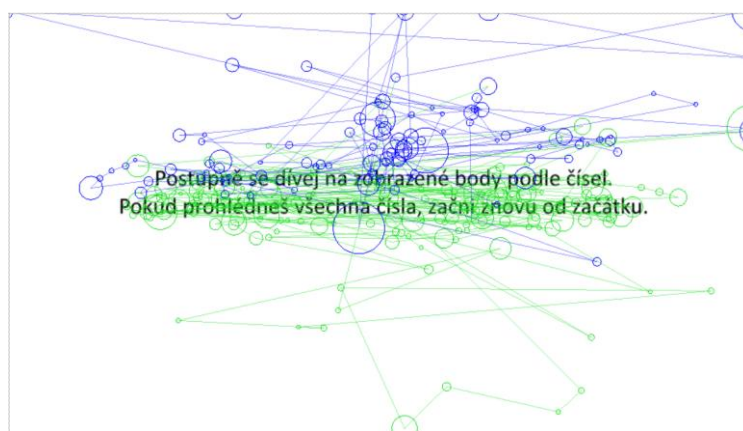 Postupně se dívej na zobrazené body podle čísel.
Pokud prohlédneš všechna čísla, začni znovu od začátku.